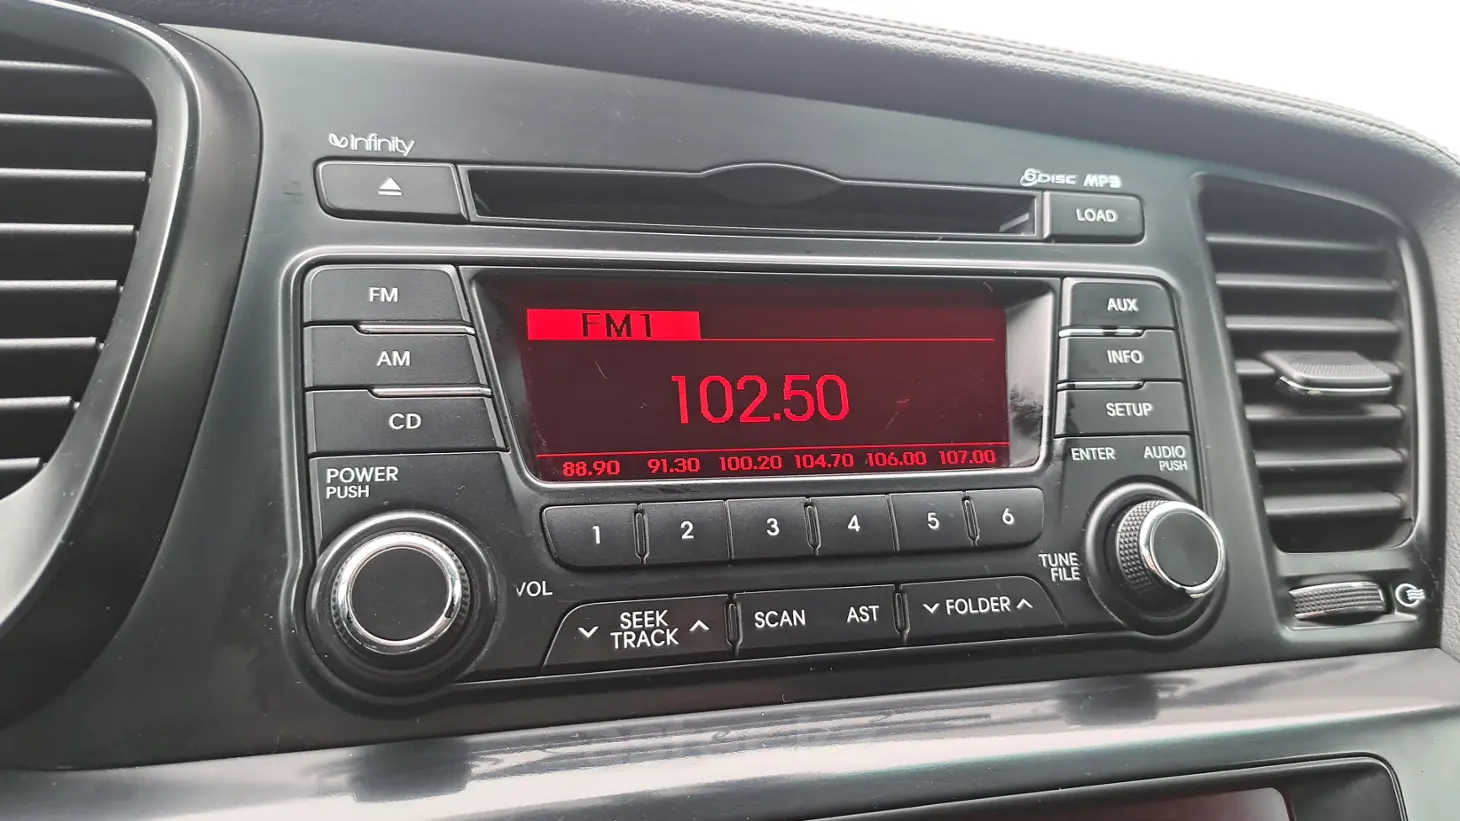 Infinity
6DISC MP3
LOAD
FM
AM
CD
FM1
102.50
88.90 91.30 100.20 104.70 106.00 107.00
AUX
INFO
SETUP
POWER
PUSH
ENTER
AUDIO
PUSH
1 2 3 4 5 6
VOL
TUNE
FILE
SEEK
TRACK
SCAN AST
FOLDER